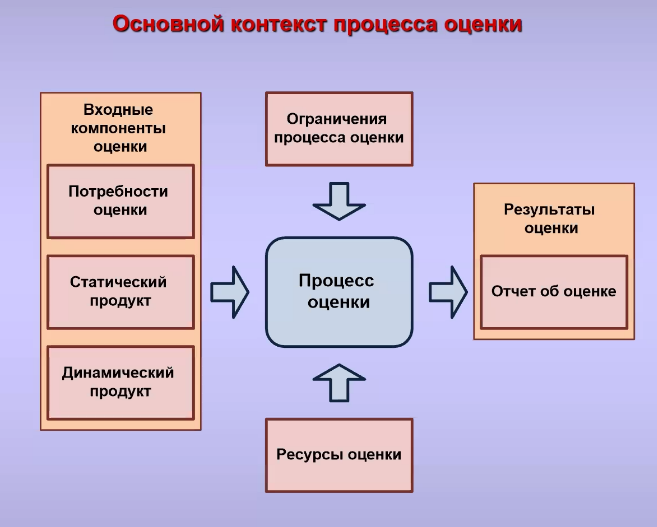 Основной контекст процесса оценки
Входные
компоненты
оценки
Потребности
оценки
Статический
продукт
Динамический
продукт
Ограничения
процесса оценки
Процесс
оценки
Ресурсы оценки
Результаты
оценки
Отчет об оценке